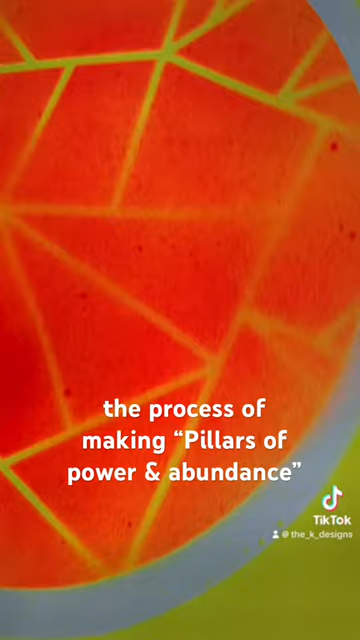 the process of
making “Pillars of
power & abundance”
TikTok
@the_k_designs